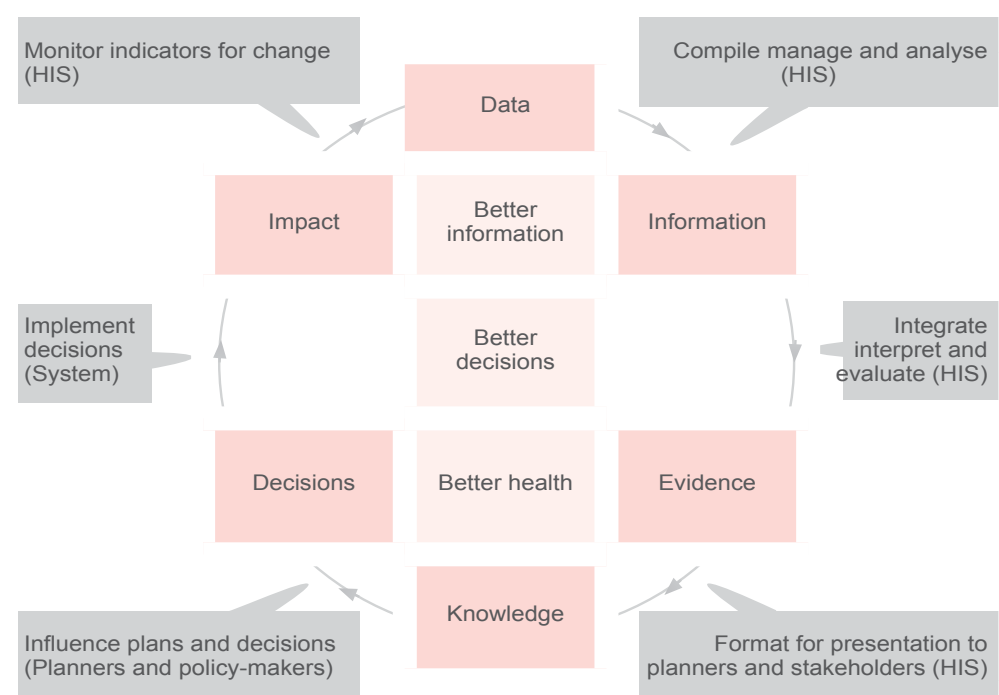 Monitor indicators for change
(HIS)
Compile manage and analyse
(HIS)
Data
Impact
Better
information
Information
Implement
decisions
(System)
Better
decisions
Integrate
interpret and
evaluate (HIS)
Decisions
Better health
Evidence
Knowledge
Influence plans and decisions
(Planners and policy-makers)
Format for presentation to
planners and stakeholders (HIS)